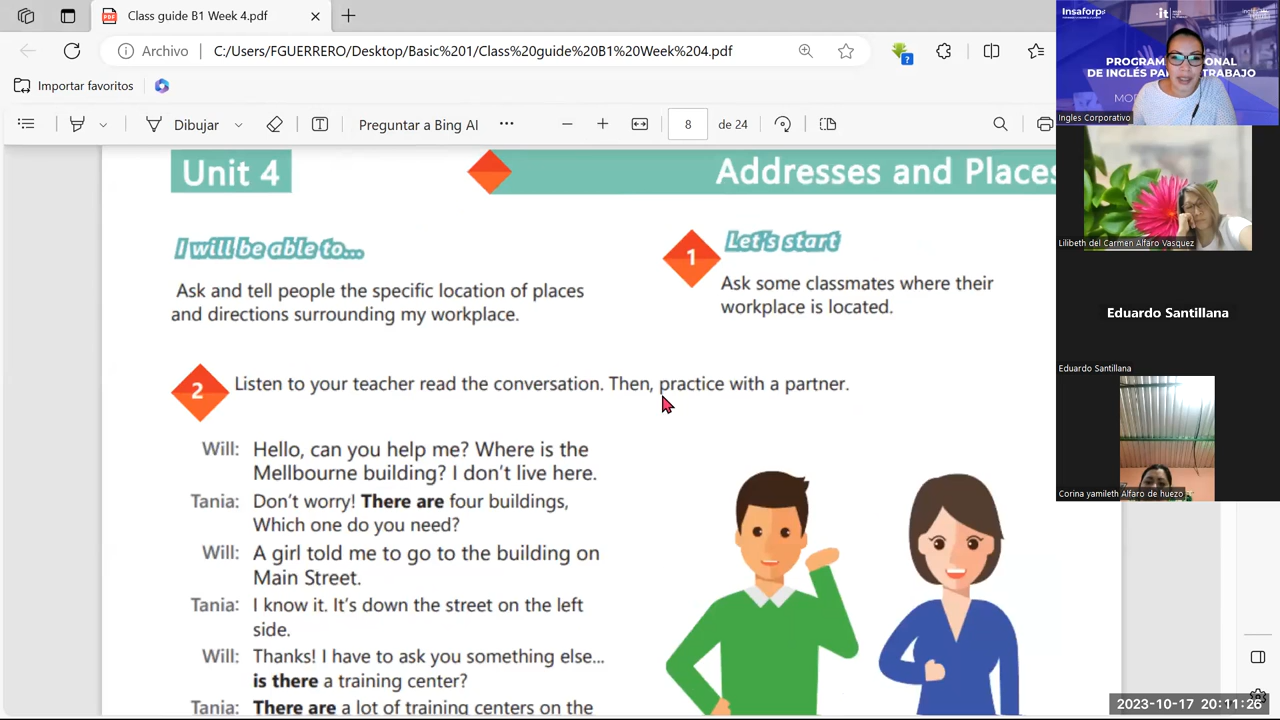 Class guide B1 Week 4.pdf
Archivo
C:/Users/FGUERRERO/Desktop/Basic%201/Class%20guide%20B1%20Week%204.pdf
Importar favoritos
Dibujar
Preguntar a Bing AI
8
de 24
Unit 4
Addresses and Places
I will be able to...
Ask and tell people the specific location of places
and directions surrounding my workplace.
1
Let's start
Ask some classmates where their
workplace is located.
2
Listen to your teacher read the conversation. Then, practice with a partner.
Will: Hello, can you help me? Where is the
Mellbourne building? I don't live here.
Tania: Don't worry! There are four buildings,
Which one do you need?
Will: A girl told me to go to the building on
Main Street.
Tania: I know it. It's down the street on the left
side.
Will: Thanks! I have to ask you something else...
is there a training center?
Tania: There are a lot of training centers on the
Insaforp
it
Ingles Corporativo
Lilibeth del Carmen Alfaro Vasquez
Eduardo Santillana
Eduardo Santillana
Corina yamileth Alfaro de huezo
2023-10-17 20:11:26